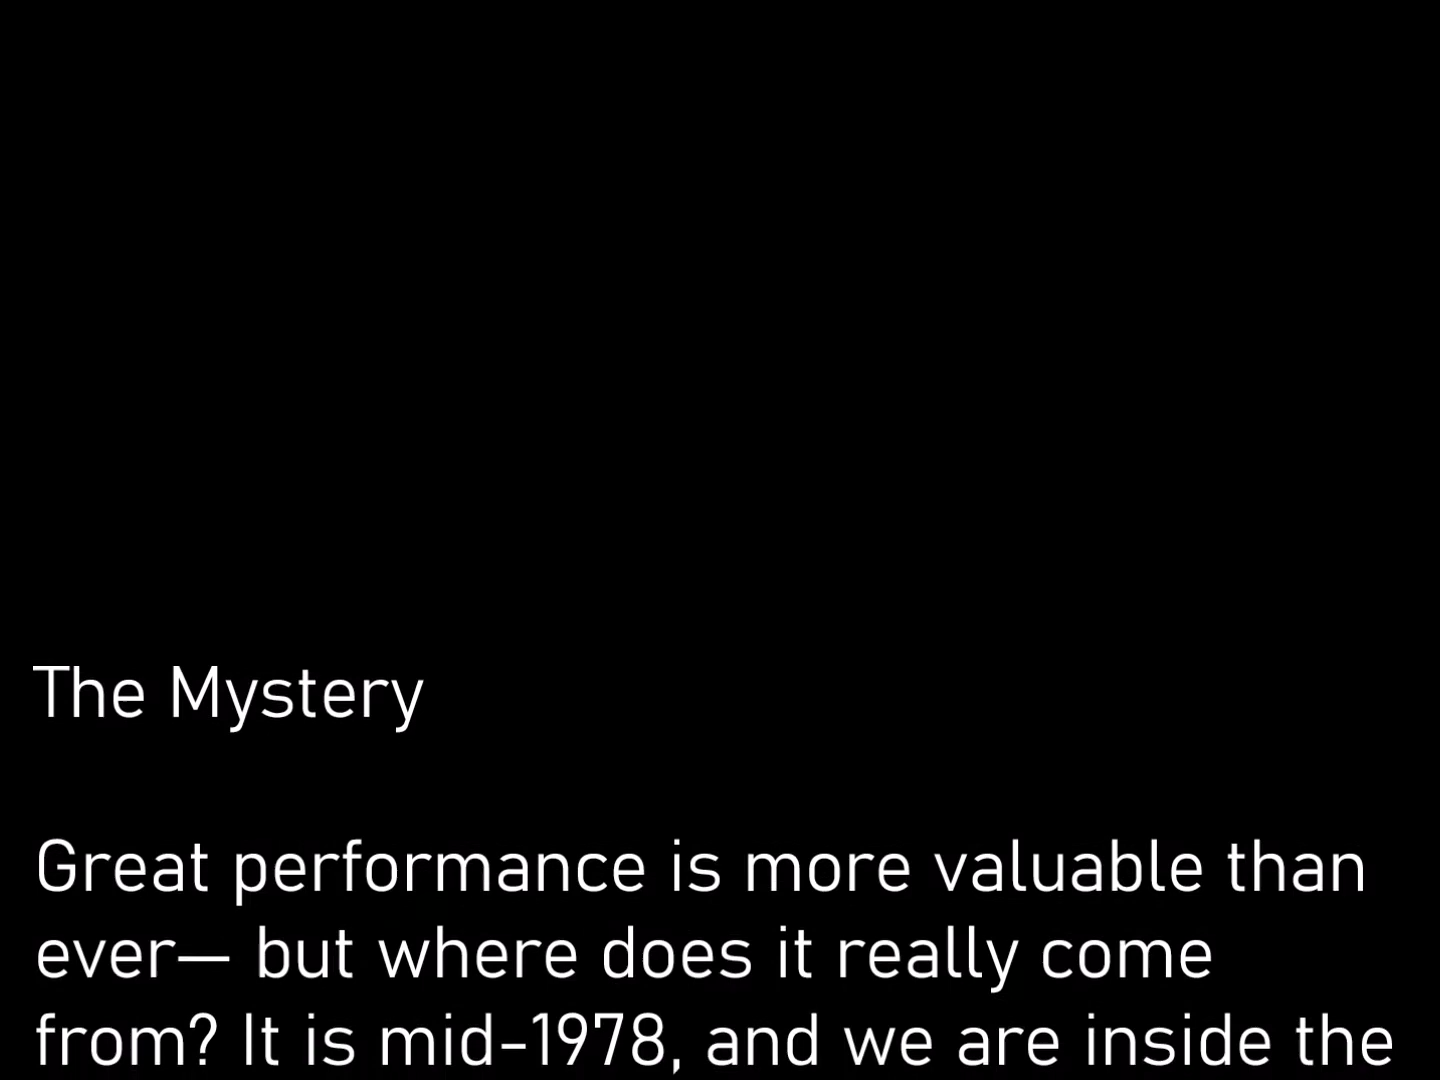 The Mystery
Great performance is more valuable than
ever— but where does it really come
from? It is mid-1978, and we are inside the